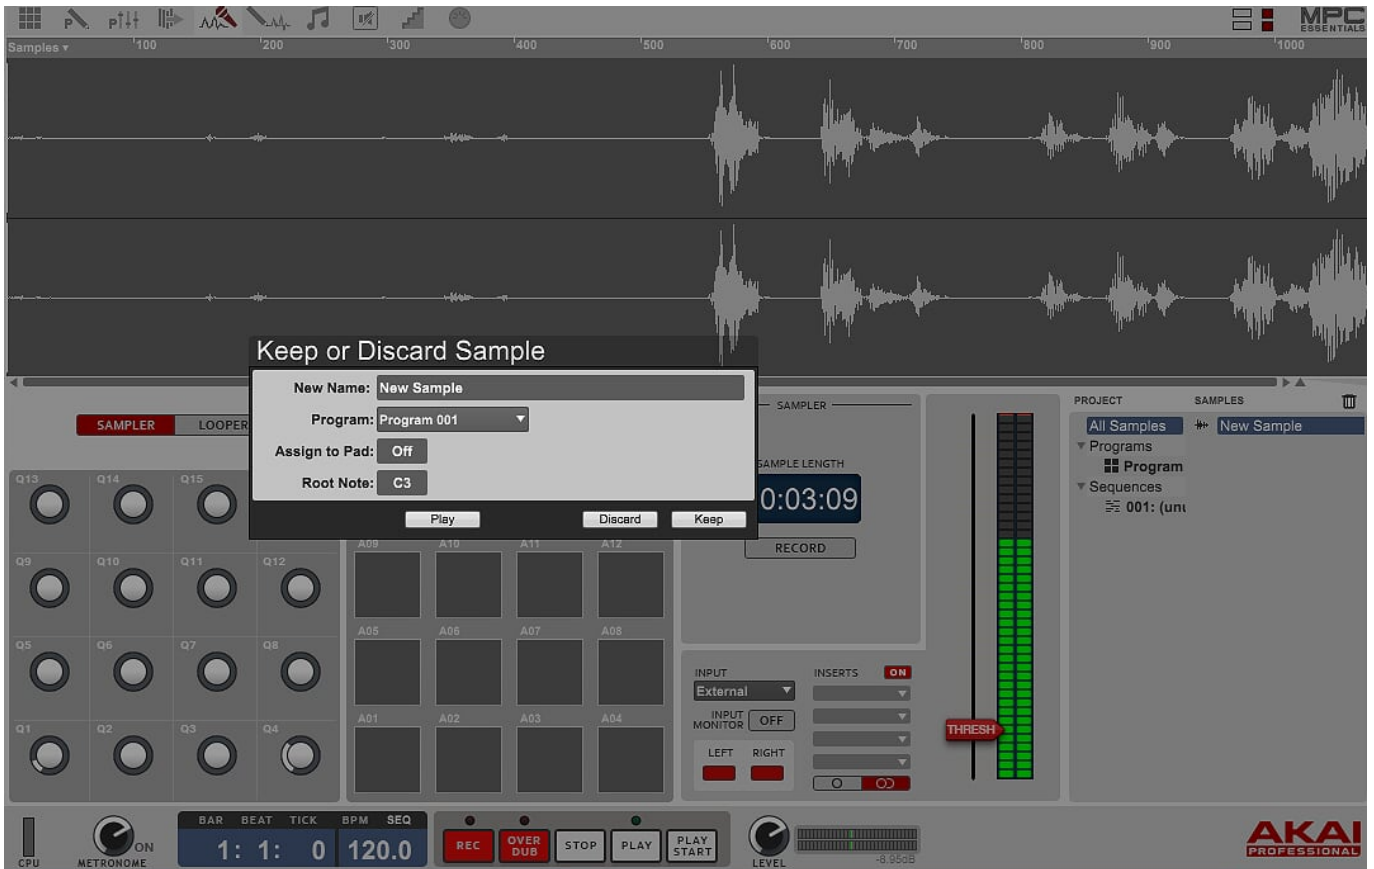 MPC
ESSENTIALS
Samples ▾ 100 200 300 400 500 600 700 800 900 1000
Keep or Discard Sample
New Name: New Sample
Program: Program 001
Assign to Pad: Off
Root Note: C3
Play Discard Keep
SAMPLER LOOPER
Q13 Q14 Q15
Q9 Q10 Q11 Q12
Q5 Q6 Q7 Q8
Q1 Q2 Q3 Q4
A09 A10 A11 A12
A05 A06 A07 A08
A01 A02 A03 A04
SAMPLER
SAMPLE LENGTH
0:03:09
RECORD
INPUT
External
INPUT
MONITOR OFF
LEFT RIGHT
INSERTS ON
THRESH
PROJECT SAMPLES
All Samples New Sample
Programs
Program
Sequences
001: (unu
CPU
METRONOME
ON
BAR BEAT TICK BPM SEQ
1: 1: 0 120.0
REC
OVER
DUB
STOP
PLAY
PLAY
START
LEVEL
-8.95dB
AKAI
PROFESSIONAL